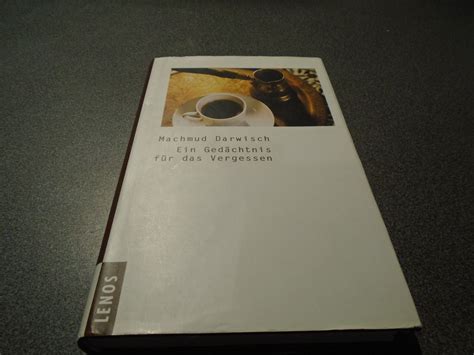 Machmud Darwisch
Ein Gedächtnis
für das Vergessen
LENOS